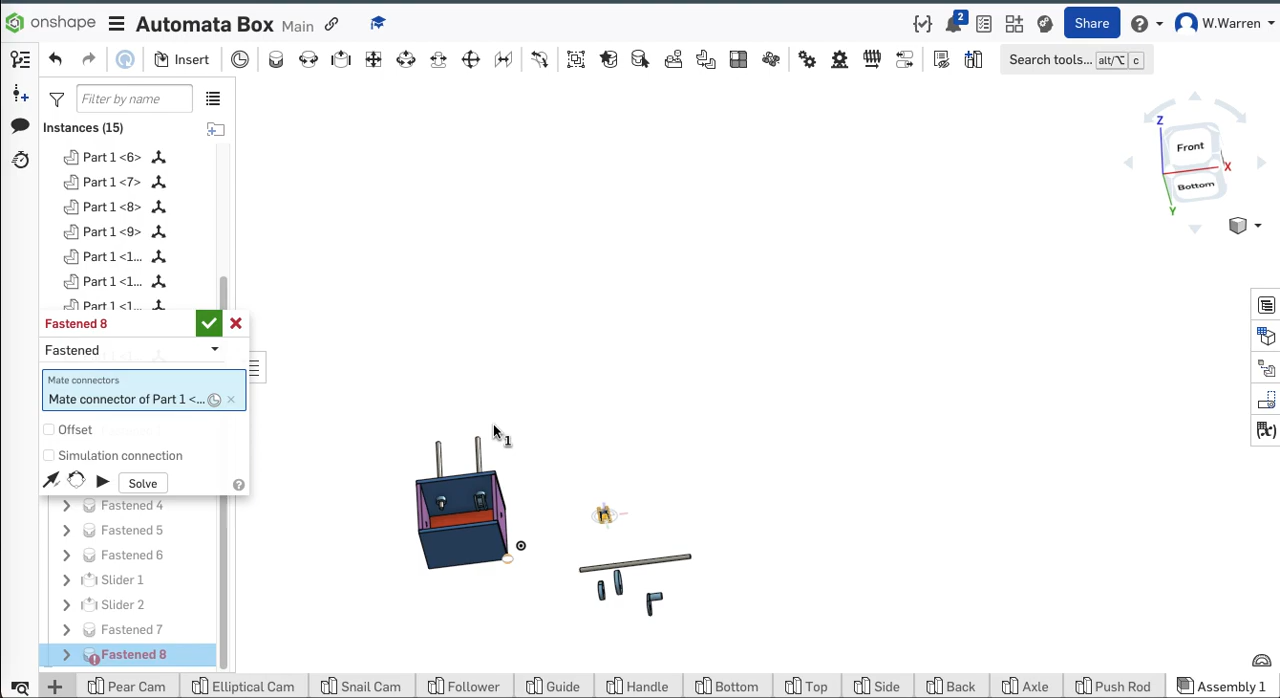 onshape Automata Box Main 2 Share W.Warren
Insert Search tools... alt/⌥ c
Filter by name
Instances (15)
Part 1 <6>
Part 1 <7>
Part 1 <8>
Part 1 <9>
Part 1 <1...
Part 1 <1...
Part 1 <1...
Fastened 8
Fastened
Mate connectors
Mate connector of Part 1 <...
Offset
Simulation connection
Solve
Fastened 4
Fastened 5
Fastened 6
Slider 1
Slider 2
Fastened 7
Fastened 8
1
Z
Front
X
Bottom
Y
(x)
Pear Cam Elliptical Cam Snail Cam Follower Guide Handle Bottom Top Side Back Axle Push Rod Assembly 1